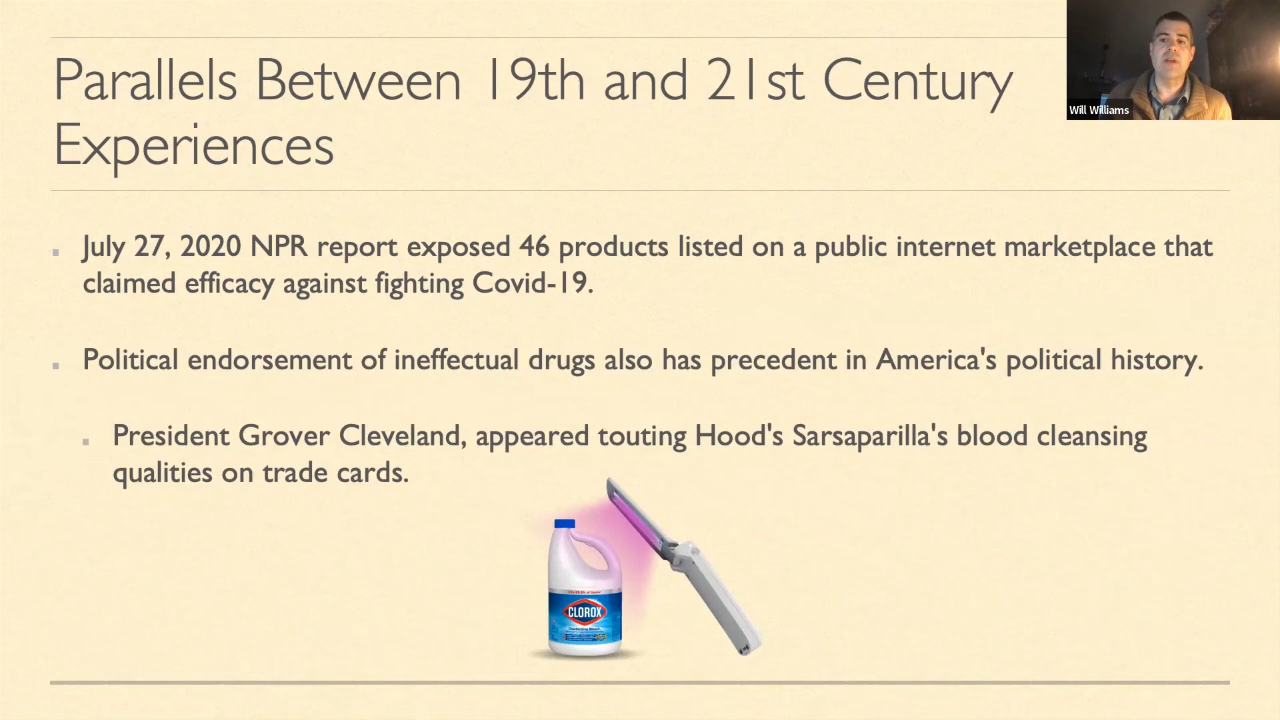 Parallels Between 19th and 21st Century
Experiences
Will Williams
July 27, 2020 NPR report exposed 46 products listed on a public internet marketplace that
claimed efficacy against fighting Covid-19.
Political endorsement of ineffectual drugs also has precedent in America's political history.
President Grover Cleveland, appeared touting Hood's Sarsaparilla's blood cleansing
qualities on trade cards.
CLOROX